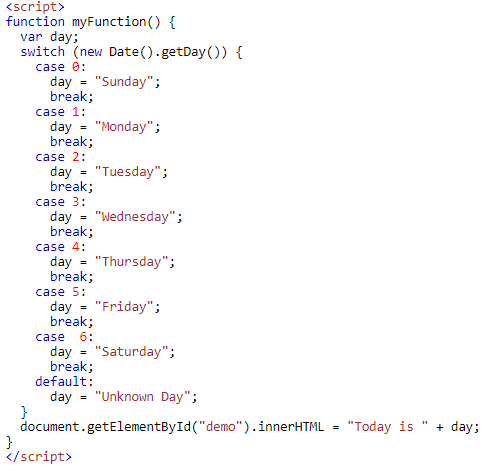 <script>
function myFunction() {
  var day;
  switch (new Date().getDay()) {
    case 0:
      day = "Sunday";
      break;
    case 1:
      day = "Monday";
      break;
    case 2:
      day = "Tuesday";
      break;
    case 3:
      day = "Wednesday";
      break;
    case 4:
      day = "Thursday";
      break;
    case 5:
      day = "Friday";
      break;
    case  6:
      day = "Saturday";
      break;
    default:
      day = "Unknown Day";
  }
  document.getElementById("demo").innerHTML = "Today is " + day;
}
</script>